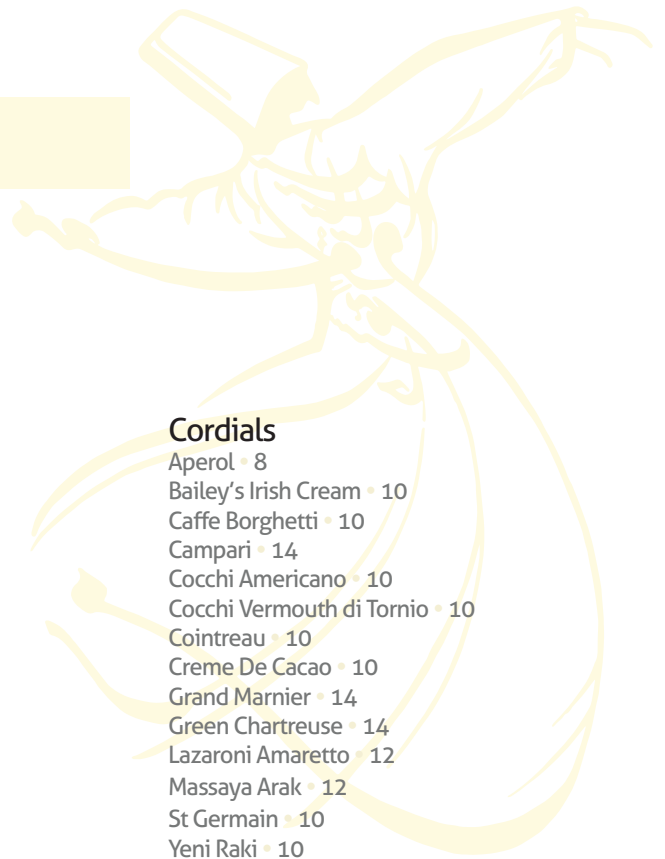 Cordials
Aperol • 8
Bailey’s Irish Cream • 10
Caffe Borghetti • 10
Campari • 14
Cocchi Americano • 10
Cocchi Vermouth di Tornio • 10
Cointreau • 10
Creme De Cacao • 10
Grand Marnier • 14
Green Chartreuse • 14
Lazaroni Amaretto • 12
Massaya Arak • 12
St Germain • 10
Yeni Raki • 10